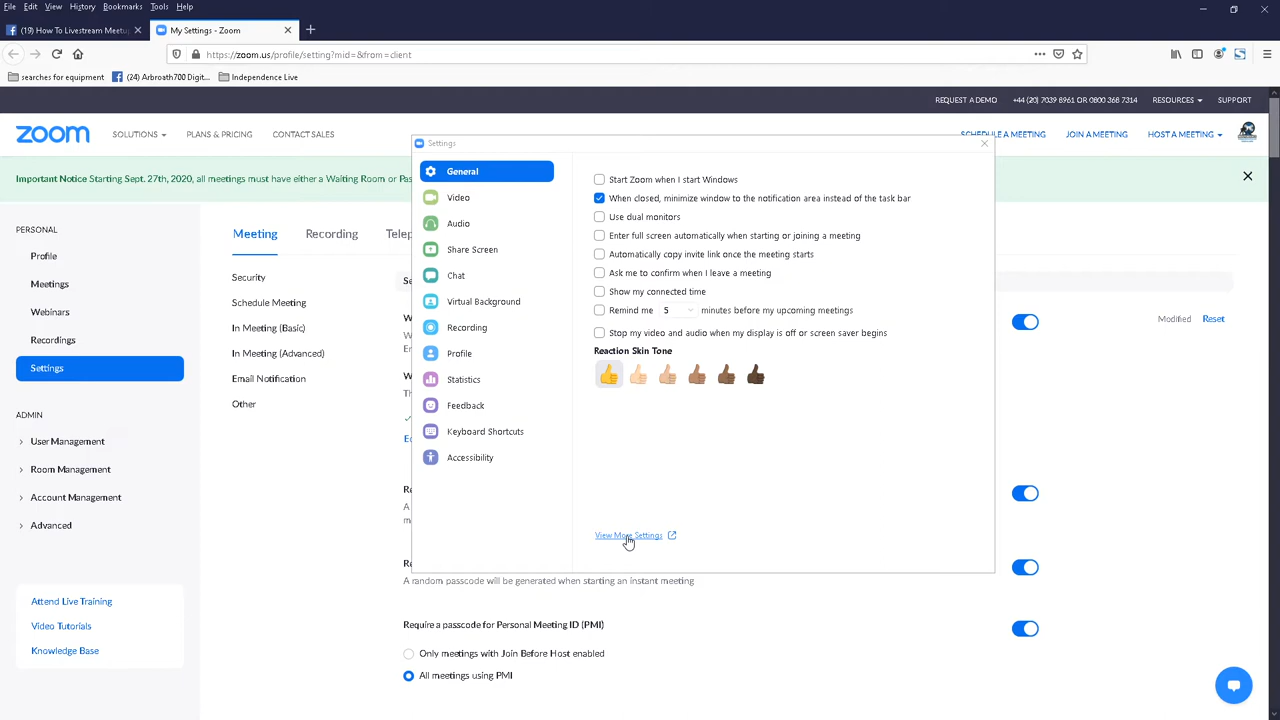 File Edit View History Bookmarks Tools Help
(19) How To Livestream Meetup
My Settings - Zoom
https://zoom.us/profile/setting?mid=&from=client
searches for equipment
(24) Arbroath700 Digit...
Independence Live
REQUEST A DEMO +44 (20) 7039 8961 OR 0800 368 7314 RESOURCES SUPPORT
zoom SOLUTIONS PLANS & PRICING CONTACT SALES
SCHEDULE A MEETING JOIN A MEETING HOST A MEETING
Important Notice Starting Sept. 27th, 2020, all meetings must have either a Waiting Room or
PERSONAL
Profile
Meetings
Webinars
Recordings
Settings
ADMIN
User Management
Room Management
Account Management
Advanced
Attend Live Training
Video Tutorials
Knowledge Base
Meeting Recording
Security
Schedule Meeting
In Meeting (Basic)
In Meeting (Advanced)
Email Notification
Other
Settings
General
Video
Audio
Share Screen
Chat
Virtual Background
Recording
Profile
Statistics
Feedback
Keyboard Shortcuts
Accessibility
Start Zoom when I start Windows
When closed, minimize window to the notification area instead of the task bar
Use dual monitors
Enter full screen automatically when starting or joining a meeting
Automatically copy invite link once the meeting starts
Ask me to confirm when I leave a meeting
Show my connected time
Remind me 5 minutes before my upcoming meetings
Stop my video and audio when my display is off or screen saver begins
Reaction Skin Tone
View More Settings
Modified Reset
A random passcode will be generated when starting an instant meeting
Require a passcode for Personal Meeting ID (PMI)
Only meetings with Join Before Host enabled
All meetings using PMI